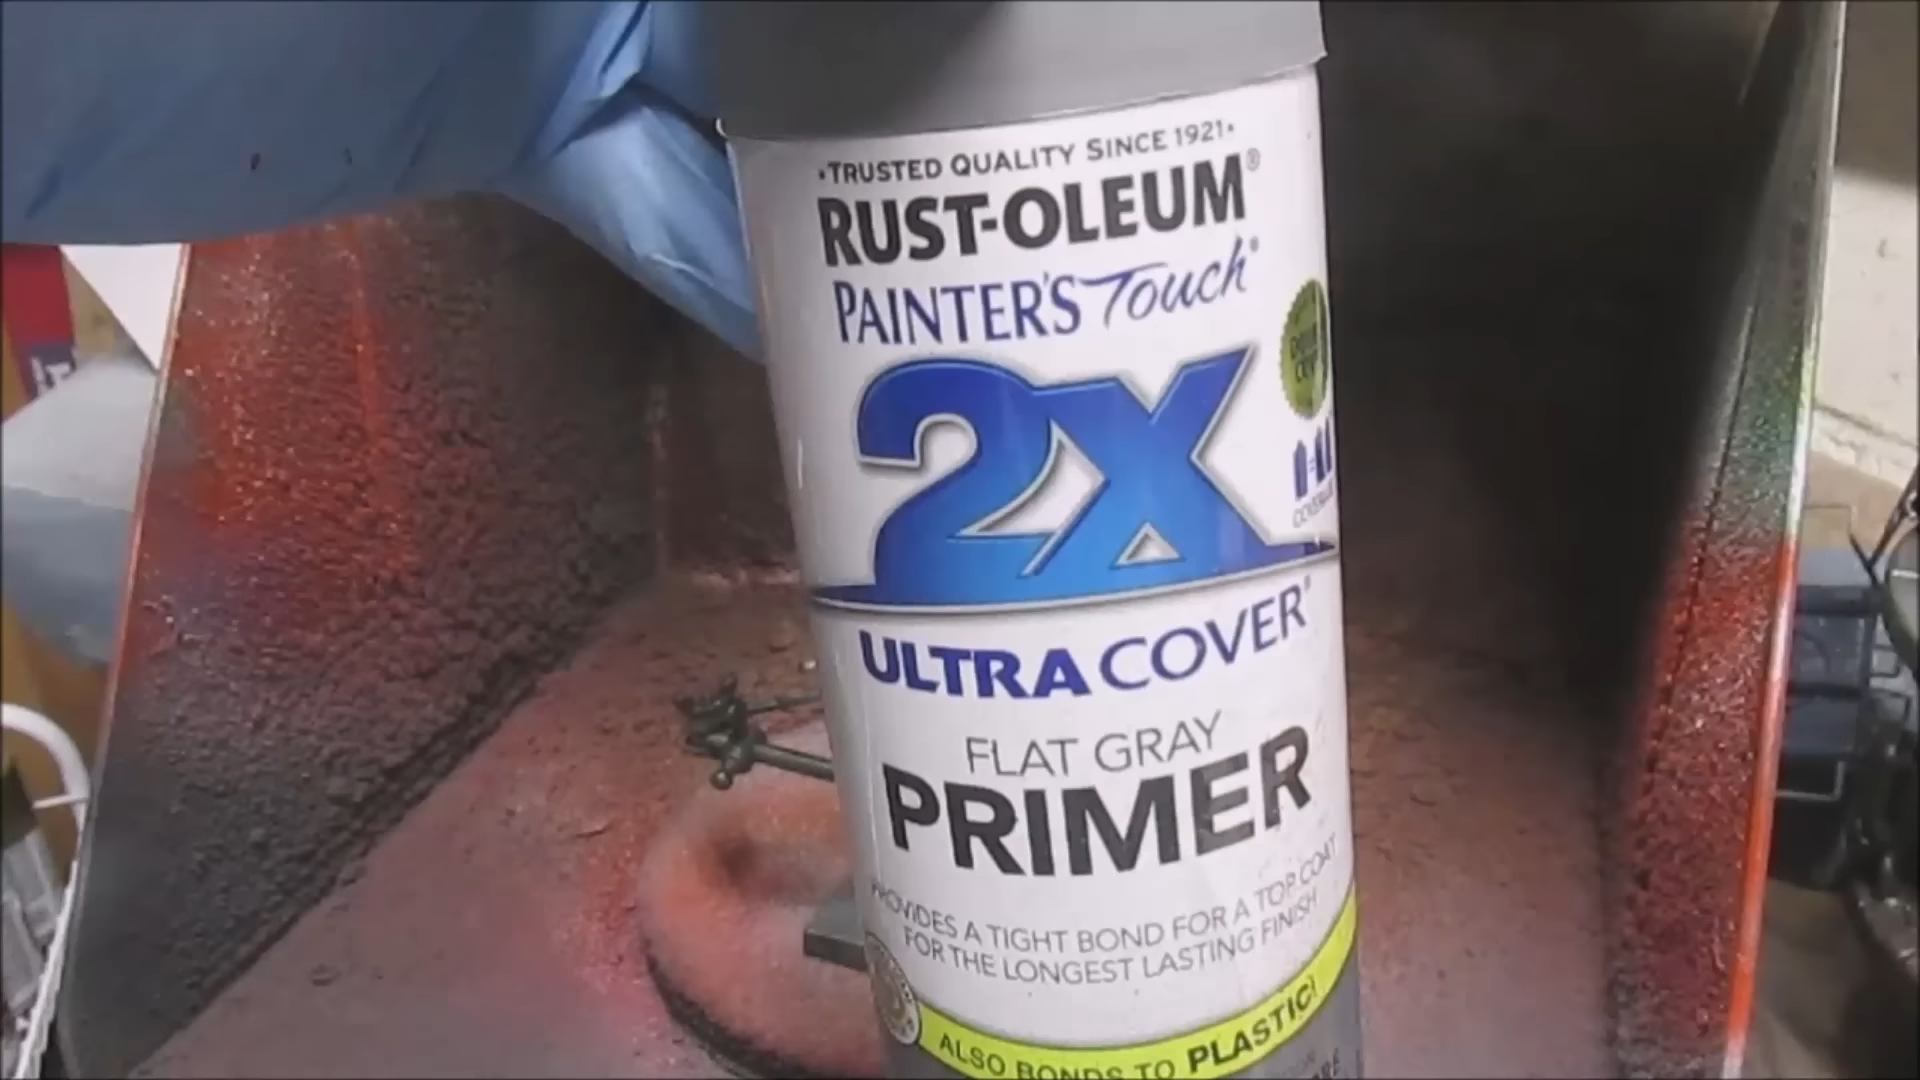 •TRUSTED QUALITY SINCE 1921•
RUST-OLEUM®
PAINTER'S Touch®
2X
ULTRA COVER®
FLAT GRAY
PRIMER
PROVIDES A TIGHT BOND FOR A TOP COAT
FOR THE LONGEST LASTING FINISH
ALSO BONDS TO PLASTIC!